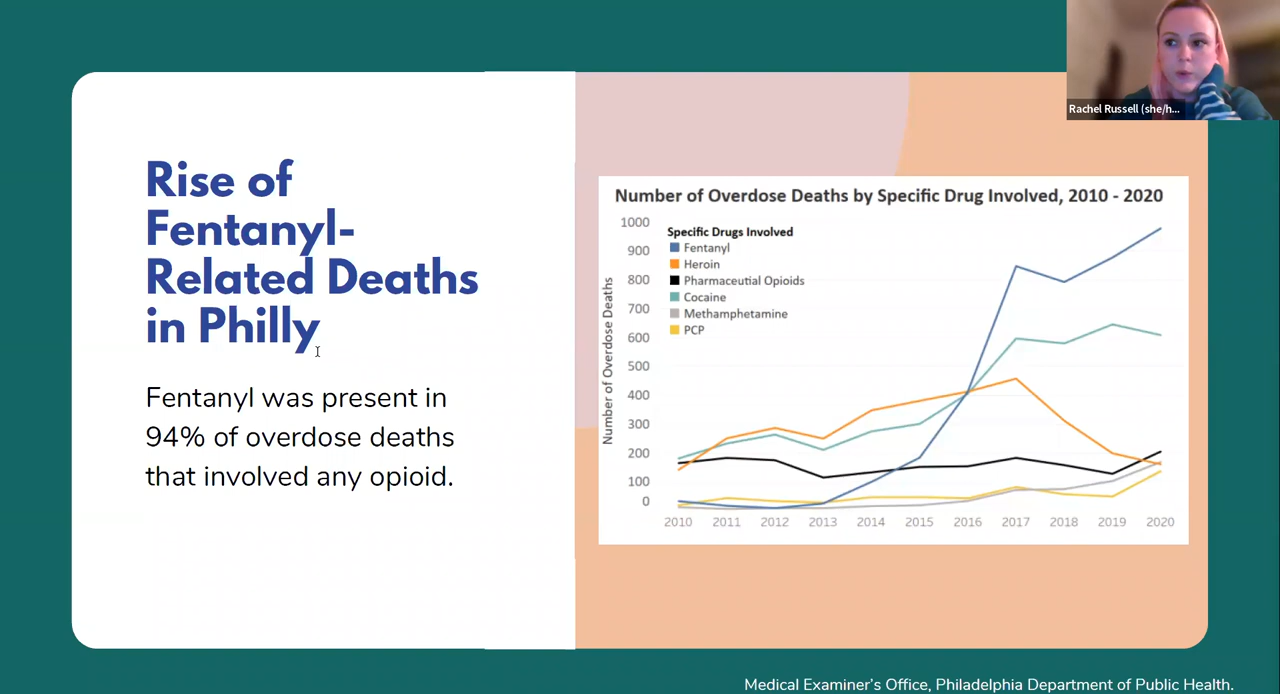 Rachel Russell (she/h...
Rise of
Fentanyl-
Related Deaths
in Philly
Fentanyl was present in
94% of overdose deaths
that involved any opioid.
Number of Overdose Deaths by Specific Drug Involved, 2010 - 2020
Number of Overdose Deaths
1000
900
800
700
600
500
400
300
200
100
0
Specific Drugs Involved
Fentanyl
Heroin
Pharmaceutial Opioids
Cocaine
Methamphetamine
PCP
2010 2011 2012 2013 2014 2015 2016 2017 2018 2019 2020
Medical Examiner's Office, Philadelphia Department of Public Health.